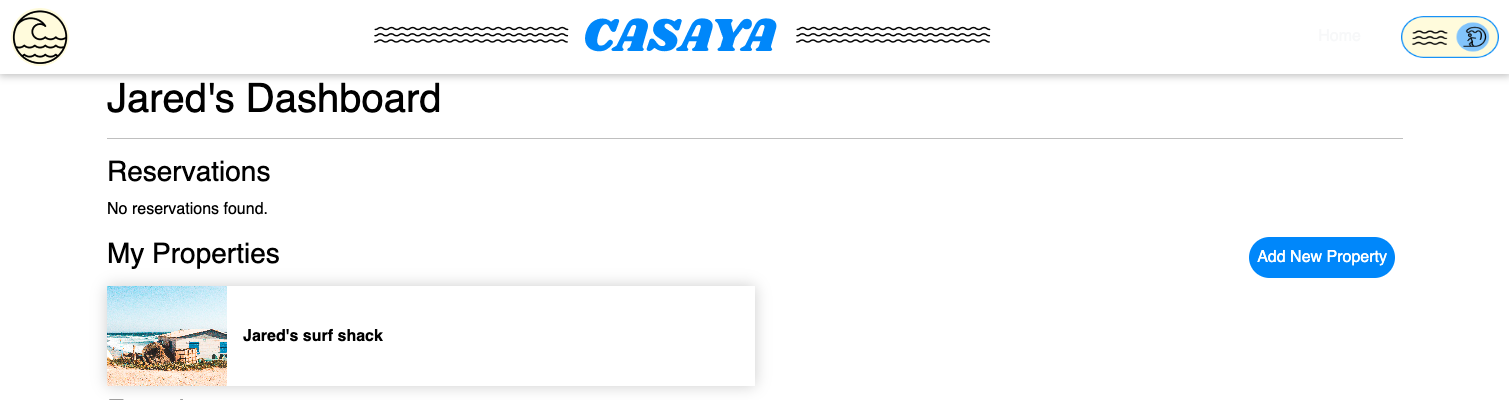 CASAYA
Home
Jared's Dashboard
Reservations
No reservations found.
My Properties
Add New Property
Jared's surf shack